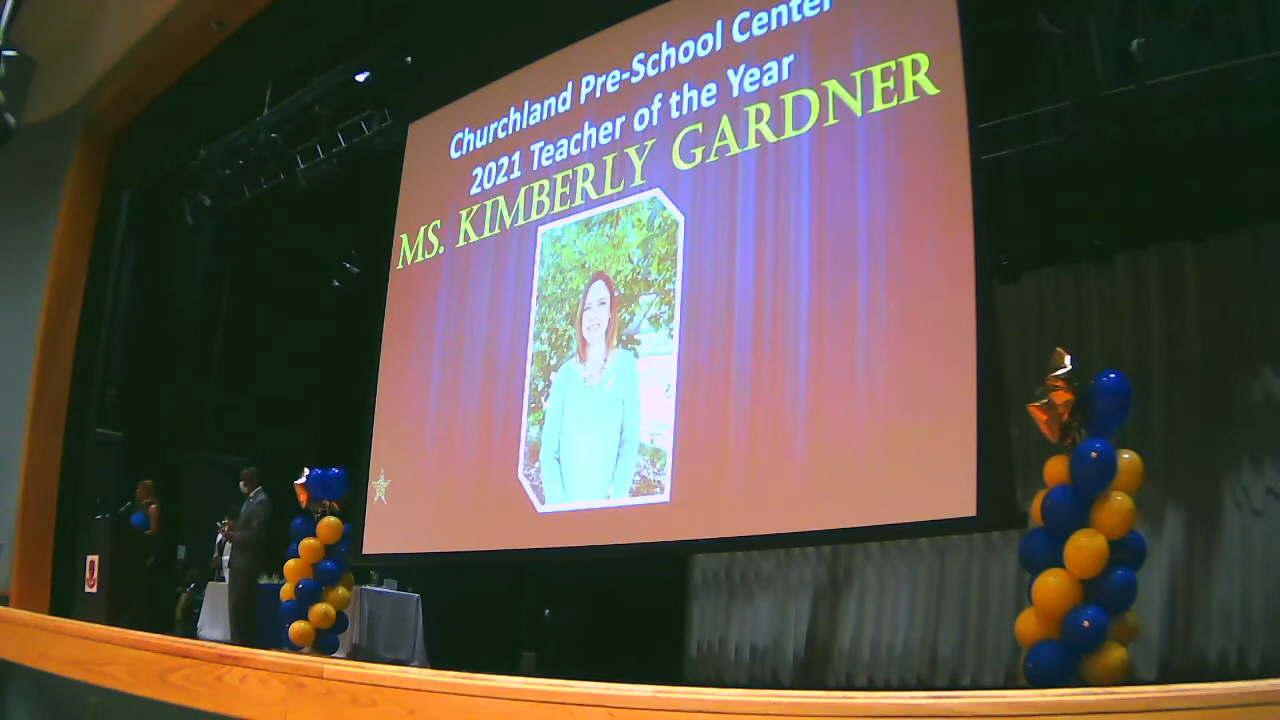 Churchland Pre-School Center
2021 Teacher of the Year
MS. KIMBERLY GARDNER